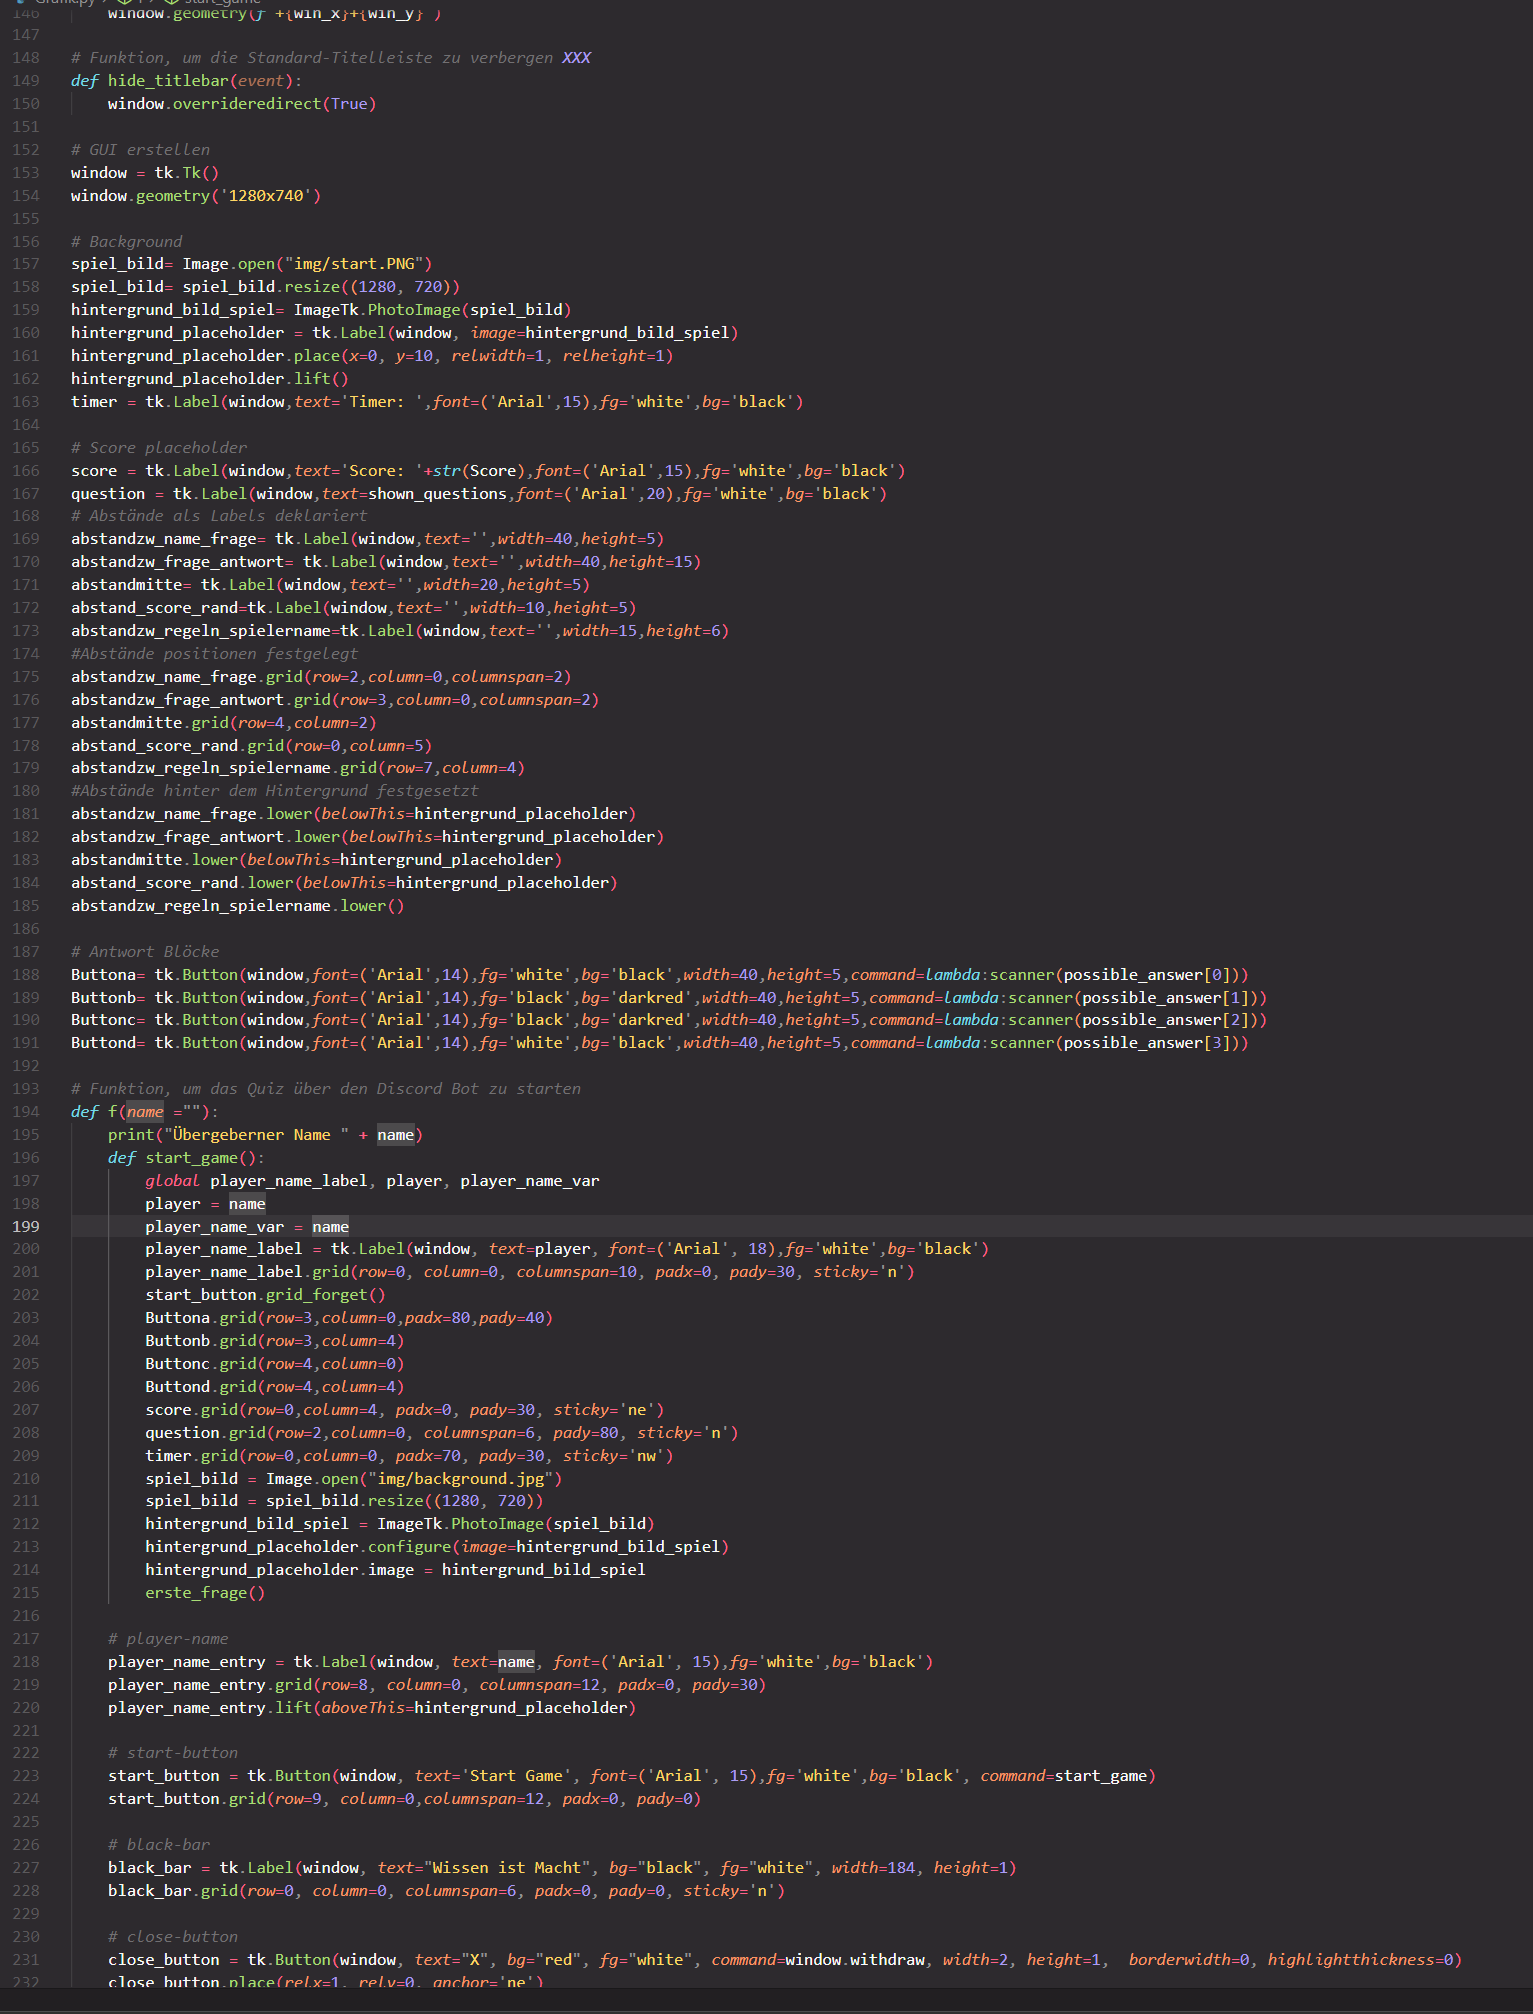 146 window.geometry(f'+{win_x}+{win_y}')
147
148 # Funktion, um die Standard-Titelleiste zu verbergen XXX
149 def hide_titlebar(event):
150     window.overrideredirect(True)
151
152 # GUI erstellen
153 window = tk.Tk()
154 window.geometry('1280x740')
155
156 # Background
157 spiel_bild= Image.open("img/start.PNG")
158 spiel_bild= spiel_bild.resize((1280, 720))
159 hintergrund_bild_spiel= ImageTk.PhotoImage(spiel_bild)
160 hintergrund_placeholder = tk.Label(window, image=hintergrund_bild_spiel)
161 hintergrund_placeholder.place(x=0, y=10, relwidth=1, relheight=1)
162 hintergrund_placeholder.lift()
163 timer = tk.Label(window,text='Timer: ',font=('Arial',15),fg='white',bg='black')
164
165 # Score placeholder
166 score = tk.Label(window,text='Score: '+str(Score),font=('Arial',15),fg='white',bg='black')
167 question = tk.Label(window,text=shown_questions,font=('Arial',20),fg='white',bg='black')
168 # Abstände als Labels deklariert
169 abstandzw_name_frage= tk.Label(window,text='',width=40,height=5)
170 abstandzw_frage_antwort= tk.Label(window,text='',width=40,height=15)
171 abstandmitte= tk.Label(window,text='',width=20,height=5)
172 abstand_score_rand=tk.Label(window,text='',width=10,height=5)
173 abstandzw_regeln_spielername=tk.Label(window,text='',width=15,height=6)
174 #Abstände positionen festgelegt
175 abstandzw_name_frage.grid(row=2,column=0,columnspan=2)
176 abstandzw_frage_antwort.grid(row=3,column=0,columnspan=2)
177 abstandmitte.grid(row=4,column=2)
178 abstand_score_rand.grid(row=0,column=5)
179 abstandzw_regeln_spielername.grid(row=7,column=4)
180 #Abstände hinter dem Hintergrund festgesetzt
181 abstandzw_name_frage.lower(belowThis=hintergrund_placeholder)
182 abstandzw_frage_antwort.lower(belowThis=hintergrund_placeholder)
183 abstandmitte.lower(belowThis=hintergrund_placeholder)
184 abstand_score_rand.lower(belowThis=hintergrund_placeholder)
185 abstandzw_regeln_spielername.lower()
186
187 # Antwort Blöcke
188 Buttona= tk.Button(window,font=('Arial',14),fg='white',bg='black',width=40,height=5,command=lambda:scanner(possible_answer[0]))
189 Buttonb= tk.Button(window,font=('Arial',14),fg='black',bg='darkred',width=40,height=5,command=lambda:scanner(possible_answer[1]))
190 Buttonc= tk.Button(window,font=('Arial',14),fg='black',bg='darkred',width=40,height=5,command=lambda:scanner(possible_answer[2]))
191 Buttond= tk.Button(window,font=('Arial',14),fg='white',bg='black',width=40,height=5,command=lambda:scanner(possible_answer[3]))
192
193 # Funktion, um das Quiz über den Discord Bot zu starten
194 def f(name =""):
195     print("Übergeberner Name " + name)
196     def start_game():
197         global player_name_label, player, player_name_var
198         player = name
199         player_name_var = name
200         player_name_label = tk.Label(window, text=player, font=('Arial', 18),fg='white',bg='black')
201         player_name_label.grid(row=0, column=0, columnspan=10, padx=0, pady=30, sticky='n')
202         start_button.grid_forget()
203         Buttona.grid(row=3,column=0,padx=80,pady=40)
204         Buttonb.grid(row=3,column=4)
205         Buttonc.grid(row=4,column=0)
206         Buttond.grid(row=4,column=4)
207         score.grid(row=0,column=4, padx=0, pady=30, sticky='ne')
208         question.grid(row=2,column=0, columnspan=6, pady=80, sticky='n')
209         timer.grid(row=0,column=0, padx=70, pady=30, sticky='nw')
210         spiel_bild = Image.open("img/background.jpg")
211         spiel_bild = spiel_bild.resize((1280, 720))
212         hintergrund_bild_spiel = ImageTk.PhotoImage(spiel_bild)
213         hintergrund_placeholder.configure(image=hintergrund_bild_spiel)
214         hintergrund_placeholder.image = hintergrund_bild_spiel
215         erste_frage()
216
217     # player-name
218     player_name_entry = tk.Label(window, text=name, font=('Arial', 15),fg='white',bg='black')
219     player_name_entry.grid(row=8, column=0, columnspan=12, padx=0, pady=30)
220     player_name_entry.lift(aboveThis=hintergrund_placeholder)
221
222     # start-button
223     start_button = tk.Button(window, text='Start Game', font=('Arial', 15),fg='white',bg='black', command=start_game)
224     start_button.grid(row=9, column=0,columnspan=12, padx=0, pady=0)
225
226     # black-bar
227     black_bar = tk.Label(window, text="Wissen ist Macht", bg="black", fg="white", width=184, height=1)
228     black_bar.grid(row=0, column=0, columnspan=6, padx=0, pady=0, sticky='n')
229
230     # close-button
231     close_button = tk.Button(window, text="X", bg="red", fg="white", command=window.withdraw, width=2, height=1,  borderwidth=0, highlightthickness=0)
232     close_button.place(relx=1, rely=0, anchor='ne')